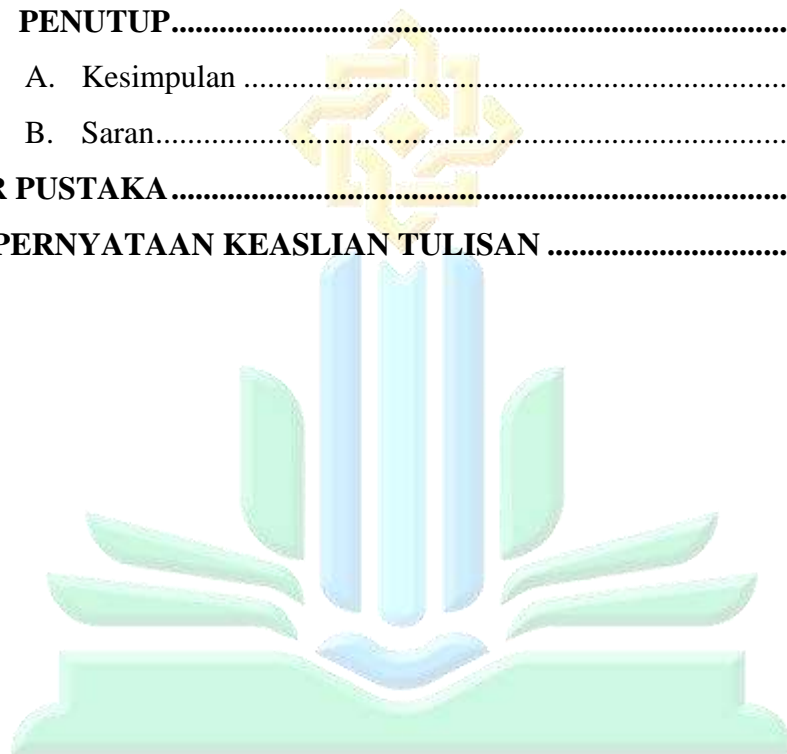 PENUTUP.....................................................................................
A. Kesimpulan ........................................................................
B. Saran...................................................................................
R PUSTAKA.................................................................................
PERNYATAAN KEASLIAN TULISAN ................................